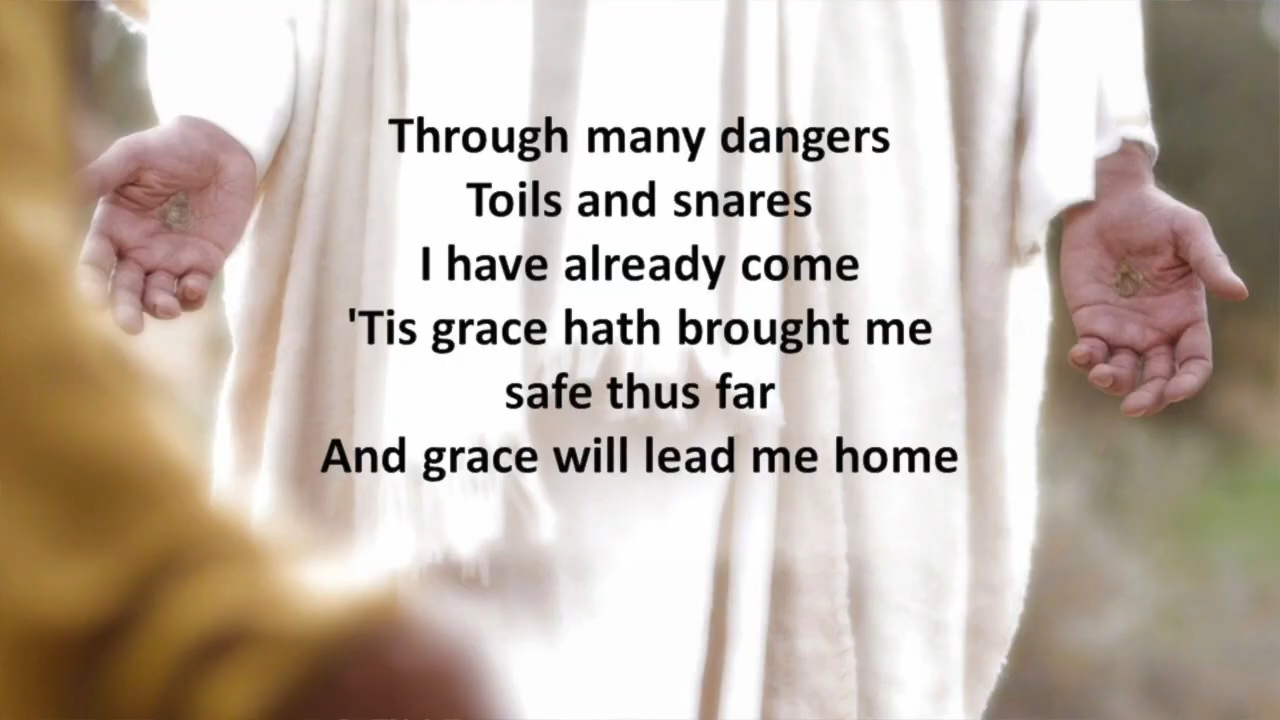 Through many dangers
Toils and snares
I have already come
'Tis grace hath brought me
safe thus far
And grace will lead me home